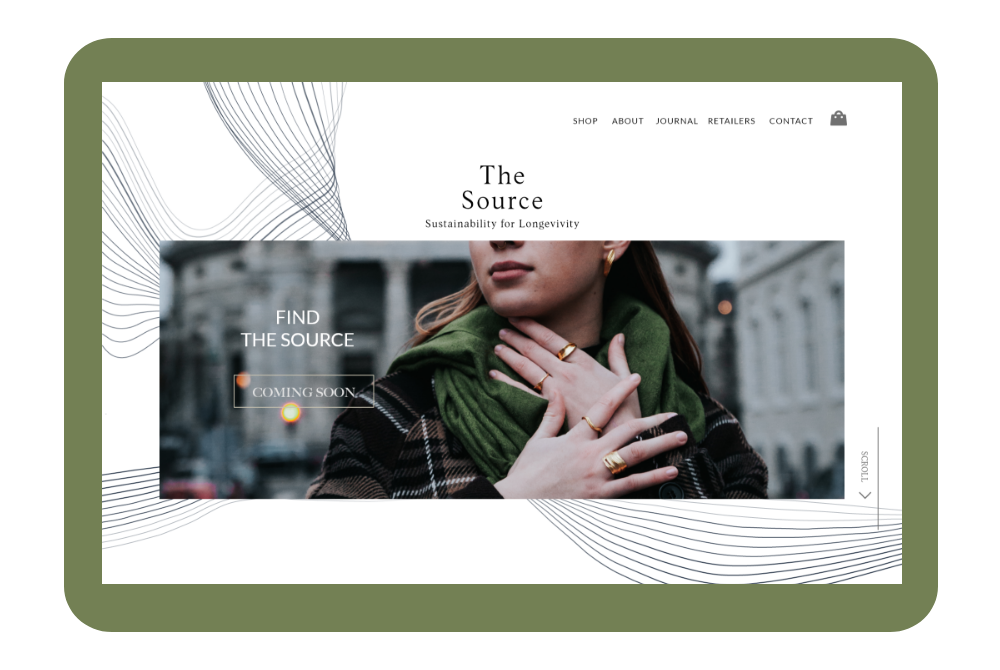 SHOP ABOUT JOURNAL RETAILERS CONTACT
The
Source
Sustainability for Longevivity
FIND
THE SOURCE
COMING SOON
SCROLL